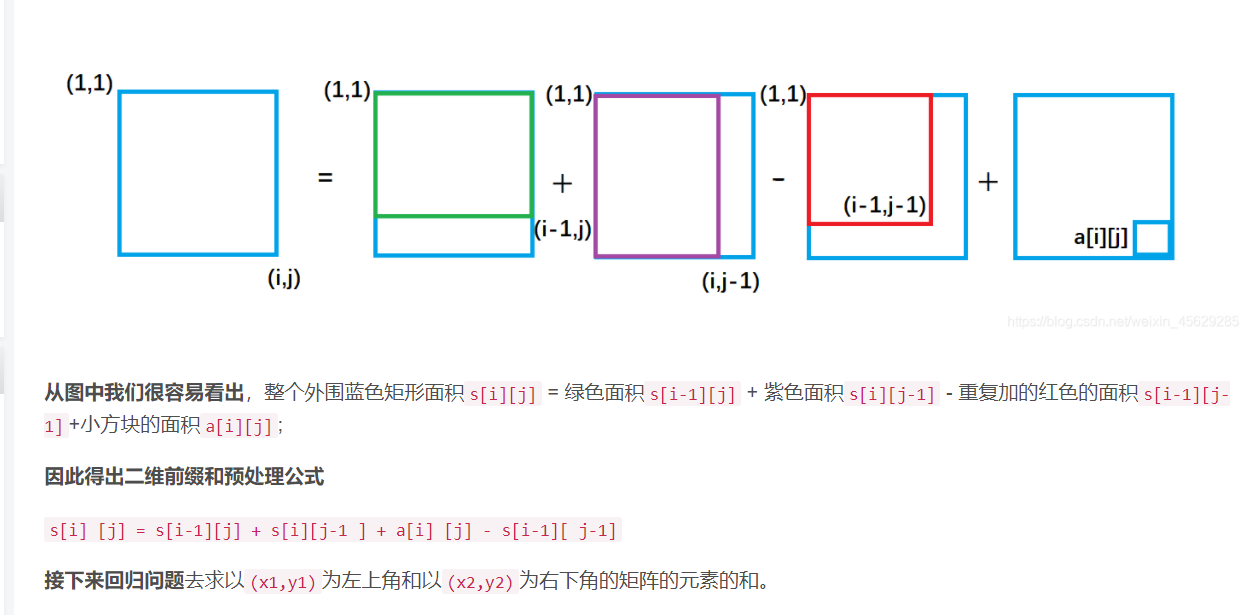 (1,1) (1,1) (1,1) (1,1)
= + - +
(i-1,j-1)
(i-1,j) a[i][j]
(i,j) (i,j-1)
https://blog.csdn.net/weixin_45629285
从图中我们很容易看出，整个外围蓝色矩形面积s[i][j] = 绿色面积s[i-1][j] + 紫色面积s[i][j-1] - 重复加的红色的面积s[i-1][j-
1]+小方块的面积a[i][j];
因此得出二维前缀和预处理公式
s[i] [j] = s[i-1][j] + s[i][j-1 ] + a[i] [j] - s[i-1][ j-1]
接下来回归问题去求以(x1,y1)为左上角和以(x2,y2)为右下角的矩阵的元素的和。